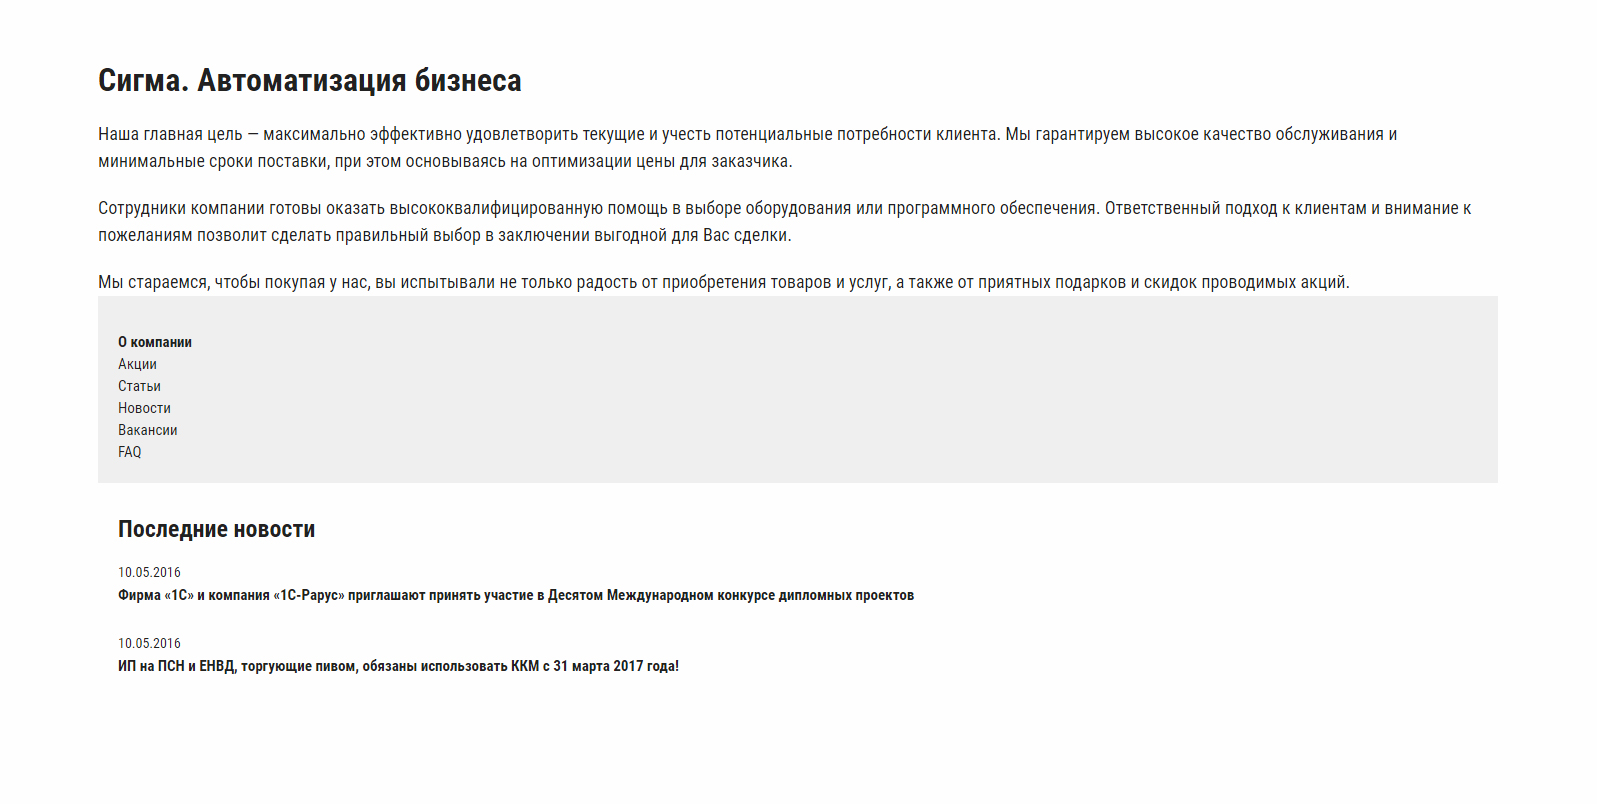 Сигма. Автоматизация бизнеса
Наша главная цель — максимально эффективно удовлетворить текущие и учесть потенциальные потребности клиента. Мы гарантируем высокое качество обслуживания и
минимальные сроки поставки, при этом основываясь на оптимизации цены для заказчика.
Сотрудники компании готовы оказать высококвалифицированную помощь в выборе оборудования или программного обеспечения. Ответственный подход к клиентам и внимание к
пожеланиям позволит сделать правильный выбор в заключении выгодной для Вас сделки.
Мы стараемся, чтобы покупая у нас, вы испытывали не только радость от приобретения товаров и услуг, а также от приятных подарков и скидок проводимых акций.
О компании
Акции
Статьи
Новости
Вакансии
FAQ
Последние новости
10.05.2016
Фирма «1С» и компания «1С-Рарус» приглашают принять участие в Десятом Международном конкурсе дипломных проектов
10.05.2016
ИП на ПСН и ЕНВД, торгующие пивом, обязаны использовать ККМ с 31 марта 2017 года!